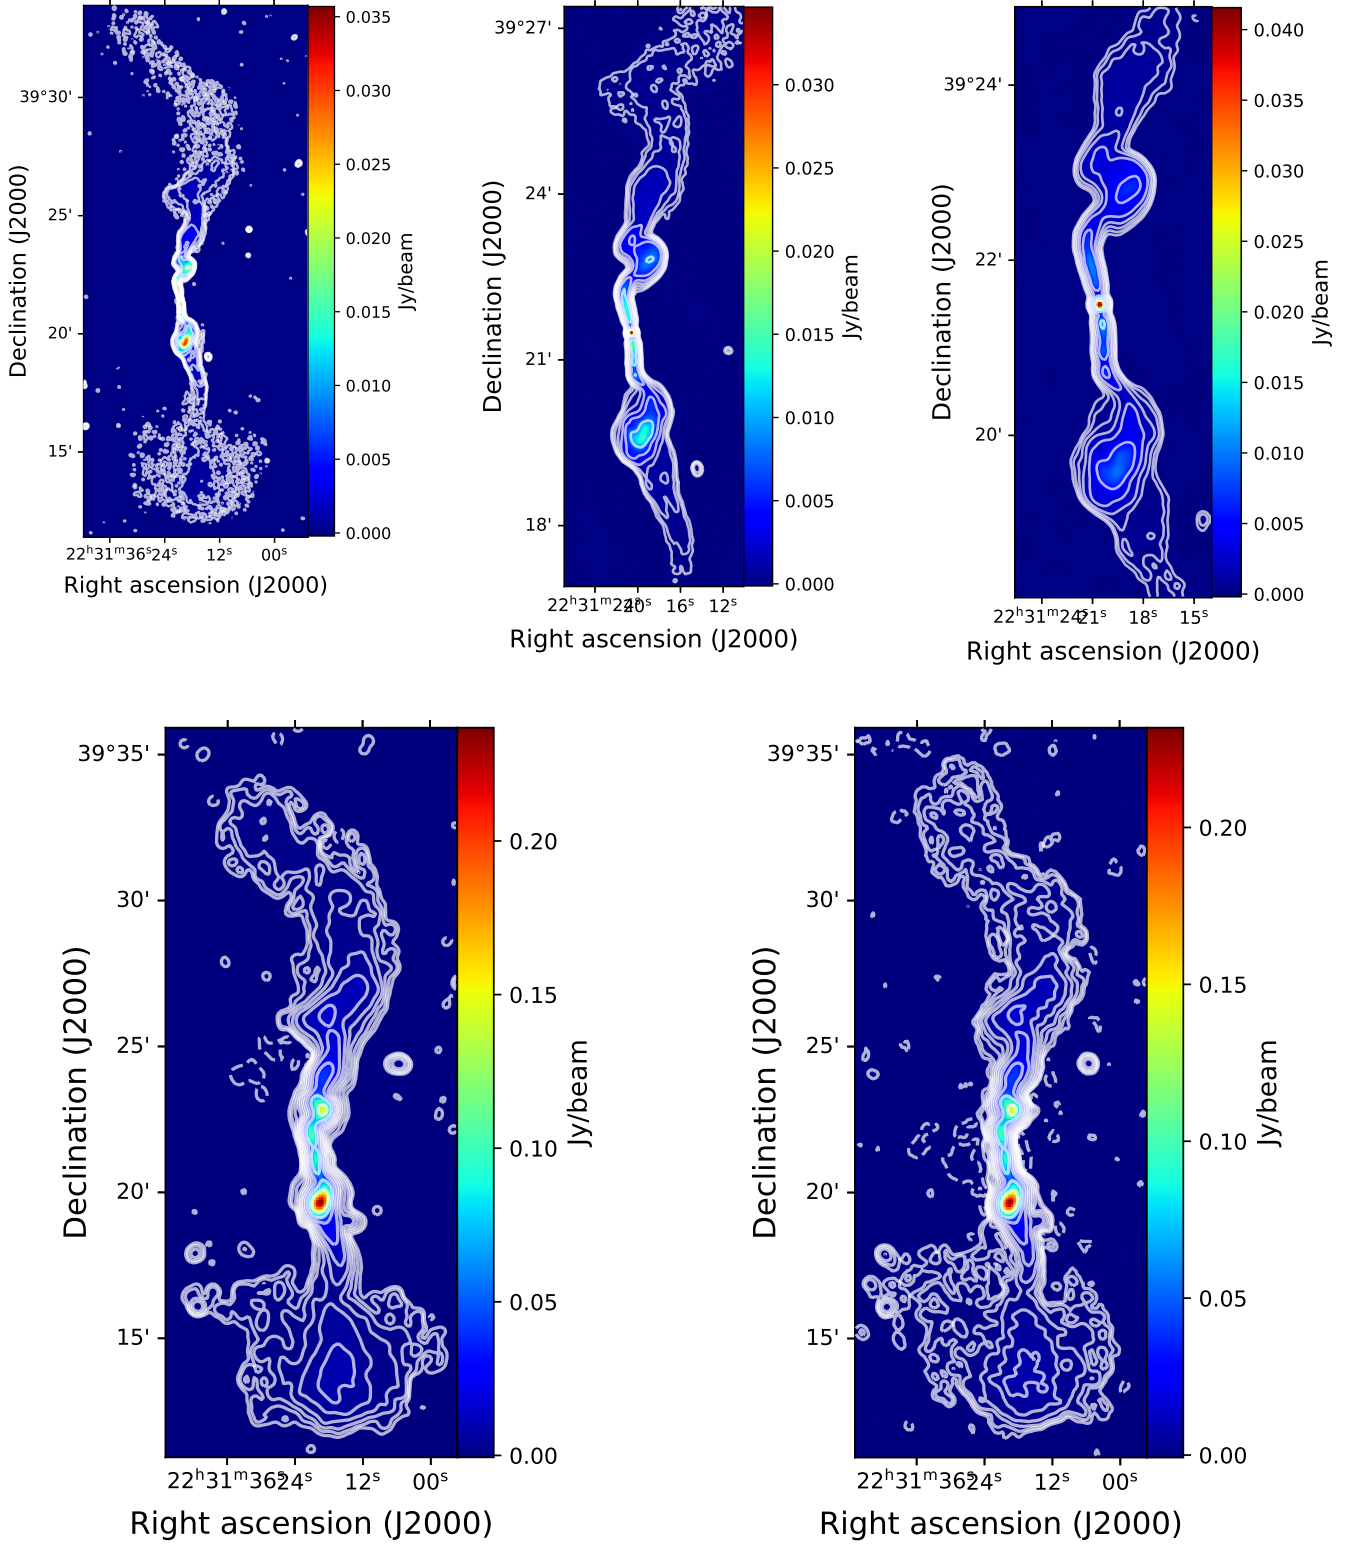 0.035
0.030
0.025
0.020
0.015
0.010
0.005
0.000
Jy/beam
39°30'
25'
20'
15'
Declination (J2000)
22ʰ31ᵐ36ˢ24ˢ 12ˢ 00ˢ
Right ascension (J2000)
39°27'
24'
21'
18'
Declination (J2000)
0.030
0.025
0.020
0.015
0.010
0.005
0.000
Jy/beam
22ʰ31ᵐ24ˢ20ˢ 16ˢ 12ˢ
Right ascension (J2000)
39°24'
22'
20'
Declination (J2000)
0.040
0.035
0.030
0.025
0.020
0.015
0.010
0.005
0.000
Jy/beam
22ʰ31ᵐ24ˢ21ˢ 18ˢ 15ˢ
Right ascension (J2000)
39°35'
30'
25'
20'
15'
Declination (J2000)
0.20
0.15
0.10
0.05
0.00
Jy/beam
22ʰ31ᵐ36ˢ24ˢ 12ˢ 00ˢ
Right ascension (J2000)
39°35'
30'
25'
20'
15'
Declination (J2000)
0.20
0.15
0.10
0.05
0.00
Jy/beam
22ʰ31ᵐ36ˢ24ˢ 12ˢ 00ˢ
Right ascension (J2000)